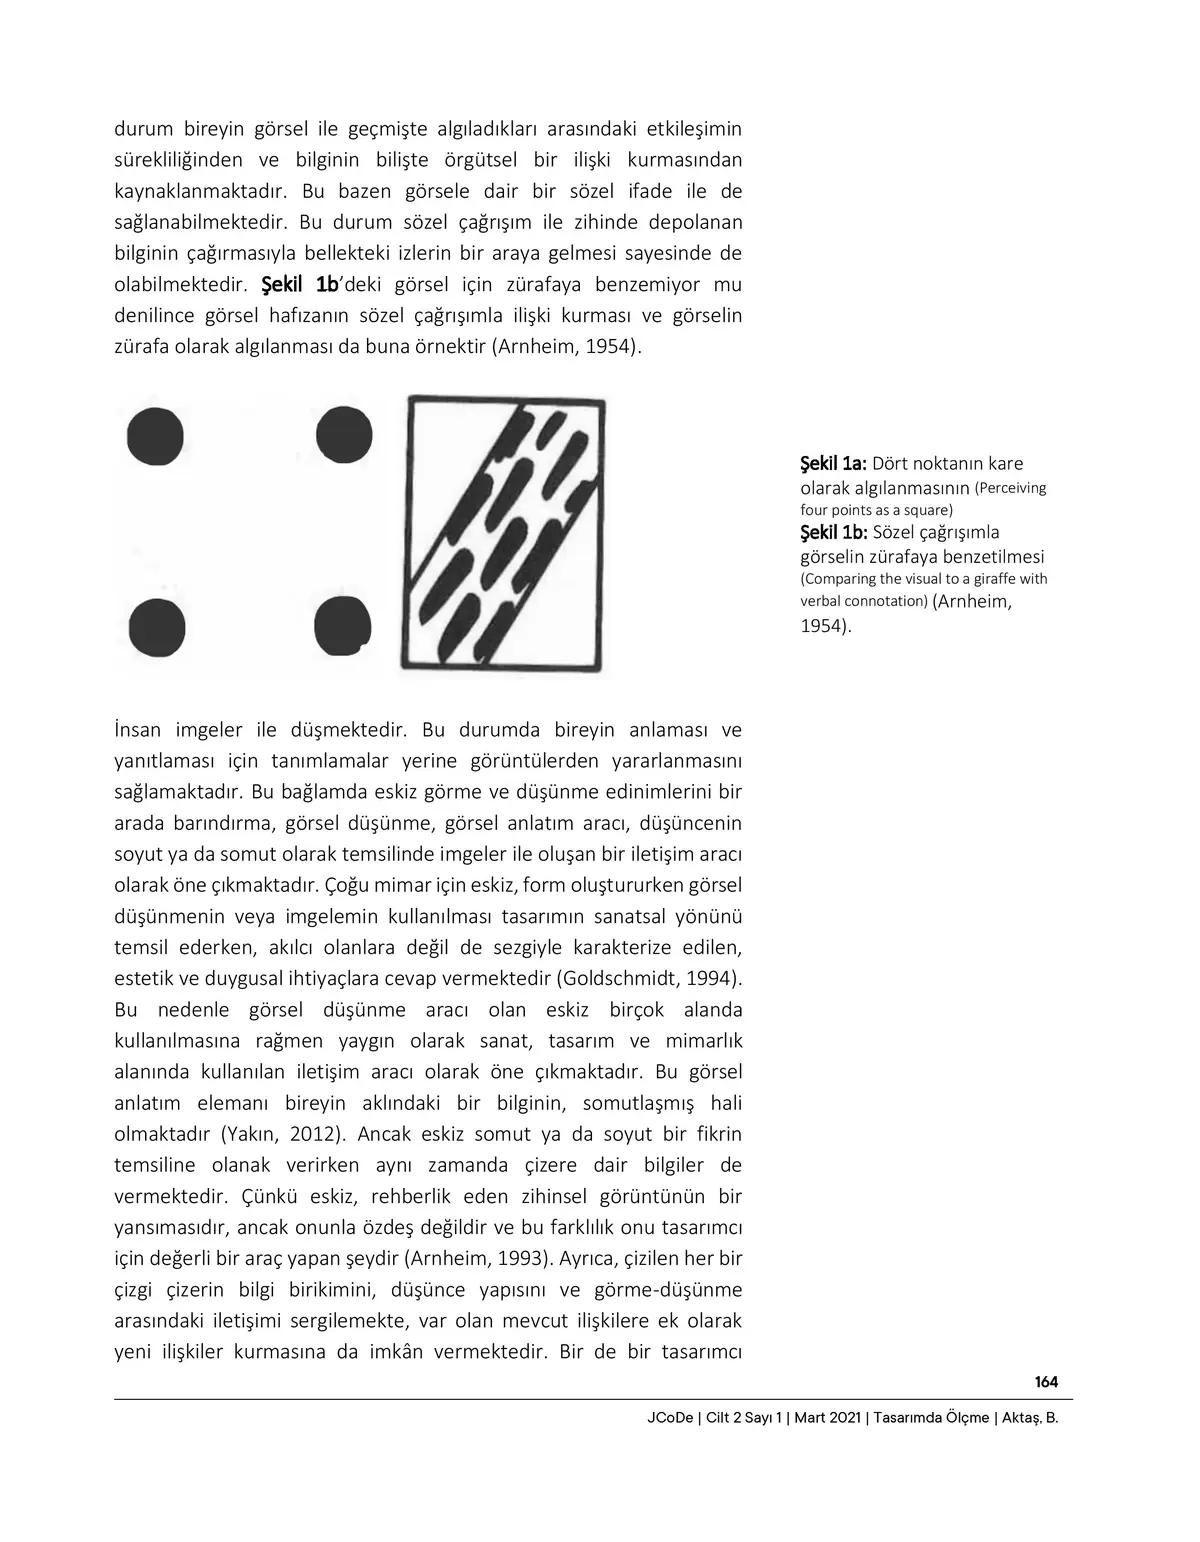 durum bireyin görsel ile geçmişte algıladıkları arasındaki etkileşimin
sürekliliğinden ve bilginin bilişte örgütsel bir ilişki kurmasından
kaynaklanmaktadır. Bu bazen görsele dair bir sözel ifade ile de
sağlanabilmektedir. Bu durum sözel çağrışım ile zihinde depolanan
bilginin çağırmasıyla bellekteki izlerin bir araya gelmesi sayesinde de
olabilmektedir. Şekil 1b’deki görsel için zürafaya benzemiyor mu
denilince görsel hafızanın sözel çağrışımla ilişki kurması ve görselin
zürafa olarak algılanması da buna örnektir (Arnheim, 1954).
Şekil 1a: Dört noktanın kare
olarak algılanmasının (Perceiving
four points as a square)
Şekil 1b: Sözel çağrışımla
görselin zürafaya benzetilmesi
(Comparing the visual to a giraffe with
verbal connotation) (Arnheim,
1954).
İnsan imgeler ile düşmektedir. Bu durumda bireyin anlaması ve
yanıtlaması için tanımlamalar yerine görüntülerden yararlanmasını
sağlamaktadır. Bu bağlamda eskiz görme ve düşünme edinimlerini bir
arada barındırma, görsel düşünme, görsel anlatım aracı, düşüncenin
soyut ya da somut olarak temsilinde imgeler ile oluşan bir iletişim aracı
olarak öne çıkmaktadır. Çoğu mimar için eskiz, form oluştururken görsel
düşünmenin veya imgelemin kullanılması tasarımın sanatsal yönünü
temsil ederken, akılcı olanlara değil de sezgiyle karakterize edilen,
estetik ve duygusal ihtiyaçlara cevap vermektedir (Goldschmidt, 1994).
Bu nedenle görsel düşünme aracı olan eskiz birçok alanda
kullanılmasına rağmen yaygın olarak sanat, tasarım ve mimarlık
alanında kullanılan iletişim aracı olarak öne çıkmaktadır. Bu görsel
anlatım elemanı bireyin aklındaki bir bilginin, somutlaşmış hali
olmaktadır (Yakın, 2012). Ancak eskiz somut ya da soyut bir fikrin
temsiline olanak verirken aynı zamanda çizere dair bilgiler de
vermektedir. Çünkü eskiz, rehberlik eden zihinsel görüntünün bir
yansımasıdır, ancak onunla özdeş değildir ve bu farklılık onu tasarımcı
için değerli bir araç yapan şeydir (Arnheim, 1993). Ayrıca, çizilen her bir
çizgi çizerin bilgi birikimini, düşünce yapısını ve görme-düşünme
arasındaki iletişimi sergilemekte, var olan mevcut ilişkilere ek olarak
yeni ilişkiler kurmasına da imkân vermektedir. Bir de bir tasarımcı
164
JCoDe | Cilt 2 Sayı 1 | Mart 2021 | Tasarımda Ölçme | Aktaş, B.